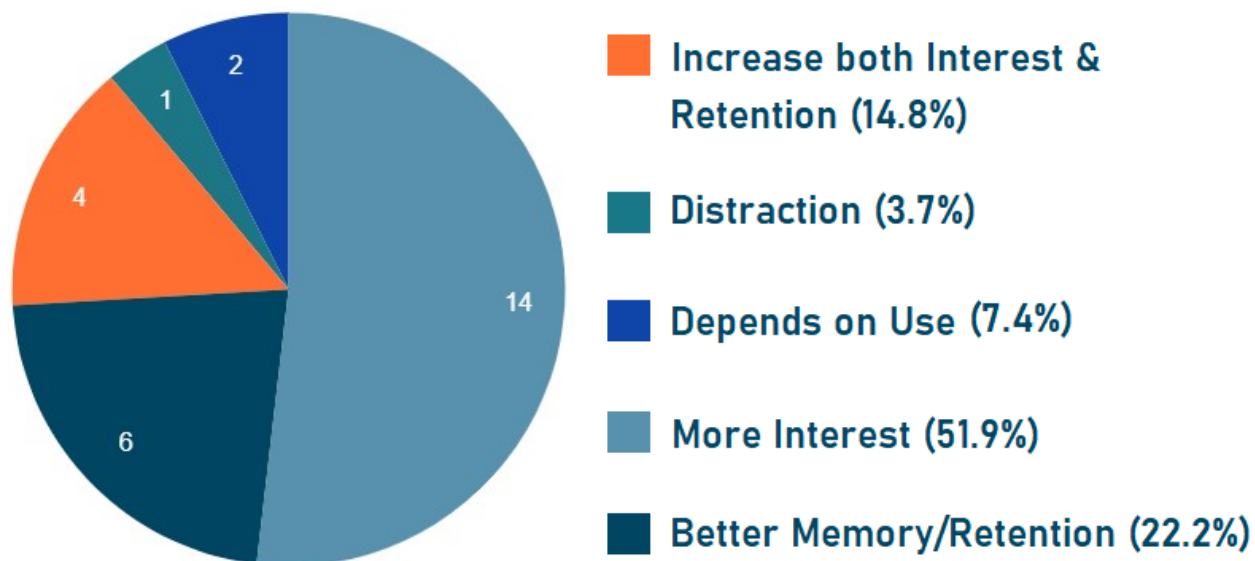 2
1
4
14
6
Increase both Interest &
Retention (14.8%)
Distraction (3.7%)
Depends on Use (7.4%)
More Interest (51.9%)
Better Memory/Retention (22.2%)